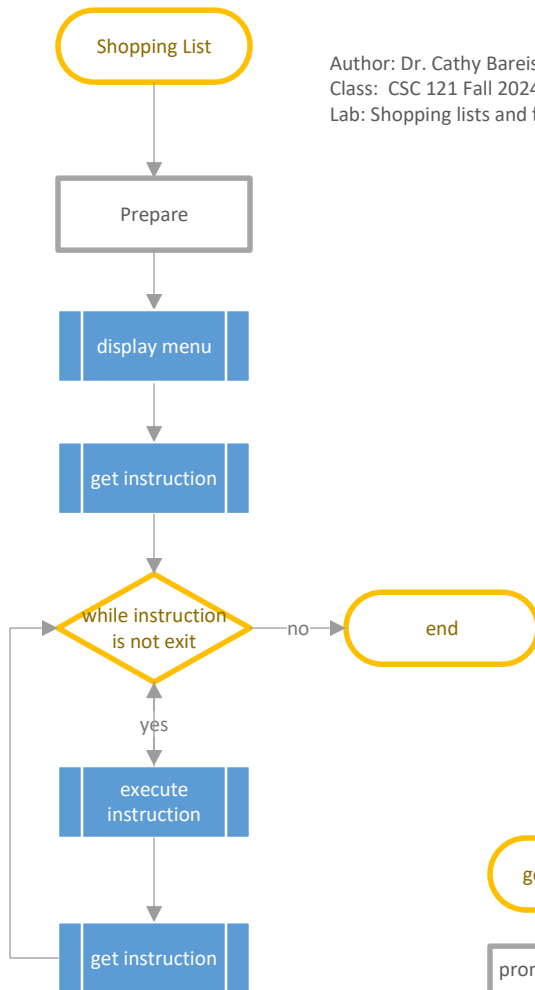 Shopping List
Author: Dr. Cathy
Class: CSC 121 Fall 2024
Lab: Shopping lists and
Prepare
display menu
get instruction
while instruction
is not exit
no
end
yes
execute
instruction
get instruction